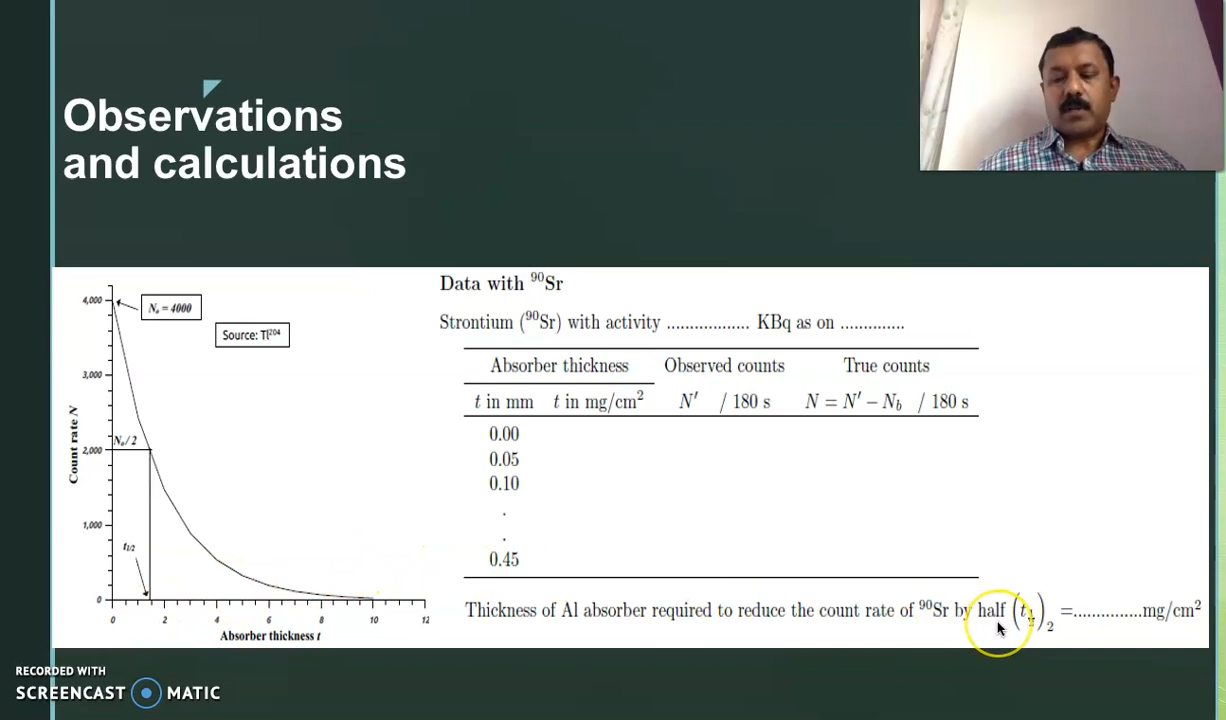 Observations
and calculations
4,000
3,000
2,000
1,000
0
Count rate N
Nₒ = 4000
Source: Tl²⁰⁴
Nₒ/ 2
t1/2
0 2 4 6 8 10 12
Absorber thickness t
Data with ⁹⁰Sr
Strontium (⁹⁰Sr) with activity .................. KBq as on ..............
Absorber thickness Observed counts True counts
t in mm t in mg/cm² N′ / 180 s N = N′ − N_b / 180 s
0.00
0.05
0.10
.
.
0.45
Thickness of Al absorber required to reduce the count rate of ⁹⁰Sr by half (t½)₂ =..............mg/cm²
RECORDED WITH
SCREENCAST MATIC